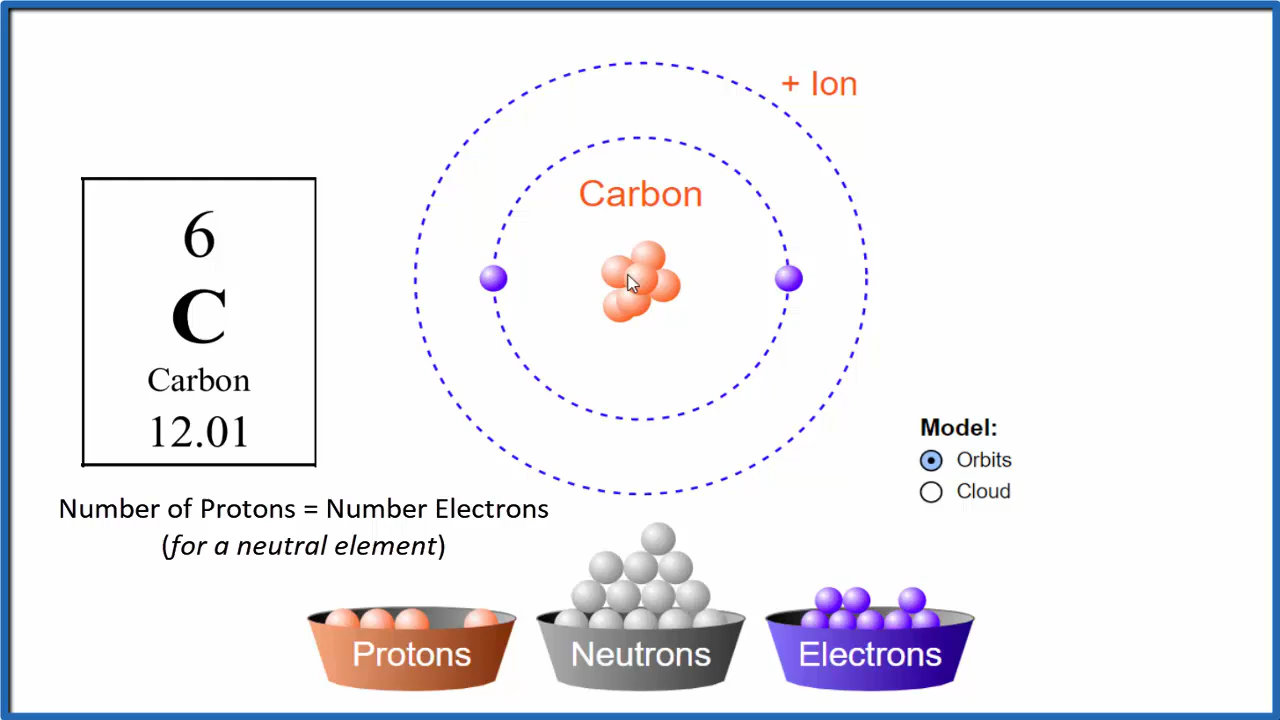 + Ion
Carbon
6
C
Carbon
12.01
Model:
Orbits
Cloud
Number of Protons = Number Electrons
(for a neutral element)
Protons
Neutrons
Electrons